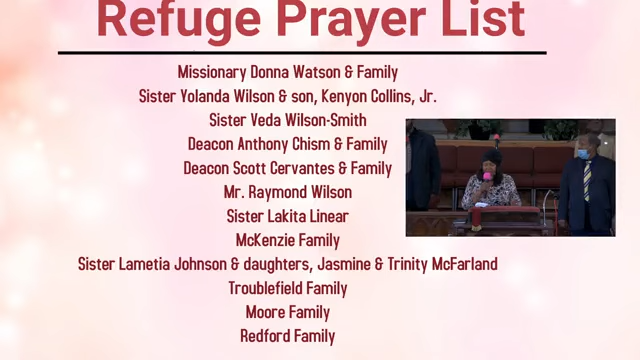 Refuge Prayer List
Missionary Donna Watson & Family
Sister Yolanda Wilson & son, Kenyon Collins, Jr.
Sister Veda Wilson-Smith
Deacon Anthony Chism & Family
Deacon Scott Cervantes & Family
Mr. Raymond Wilson
Sister Lakita Linear
McKenzie Family
Sister Lametia Johnson & daughters, Jasmine & Trinity McFarland
Troublefield Family
Moore Family
Redford Family